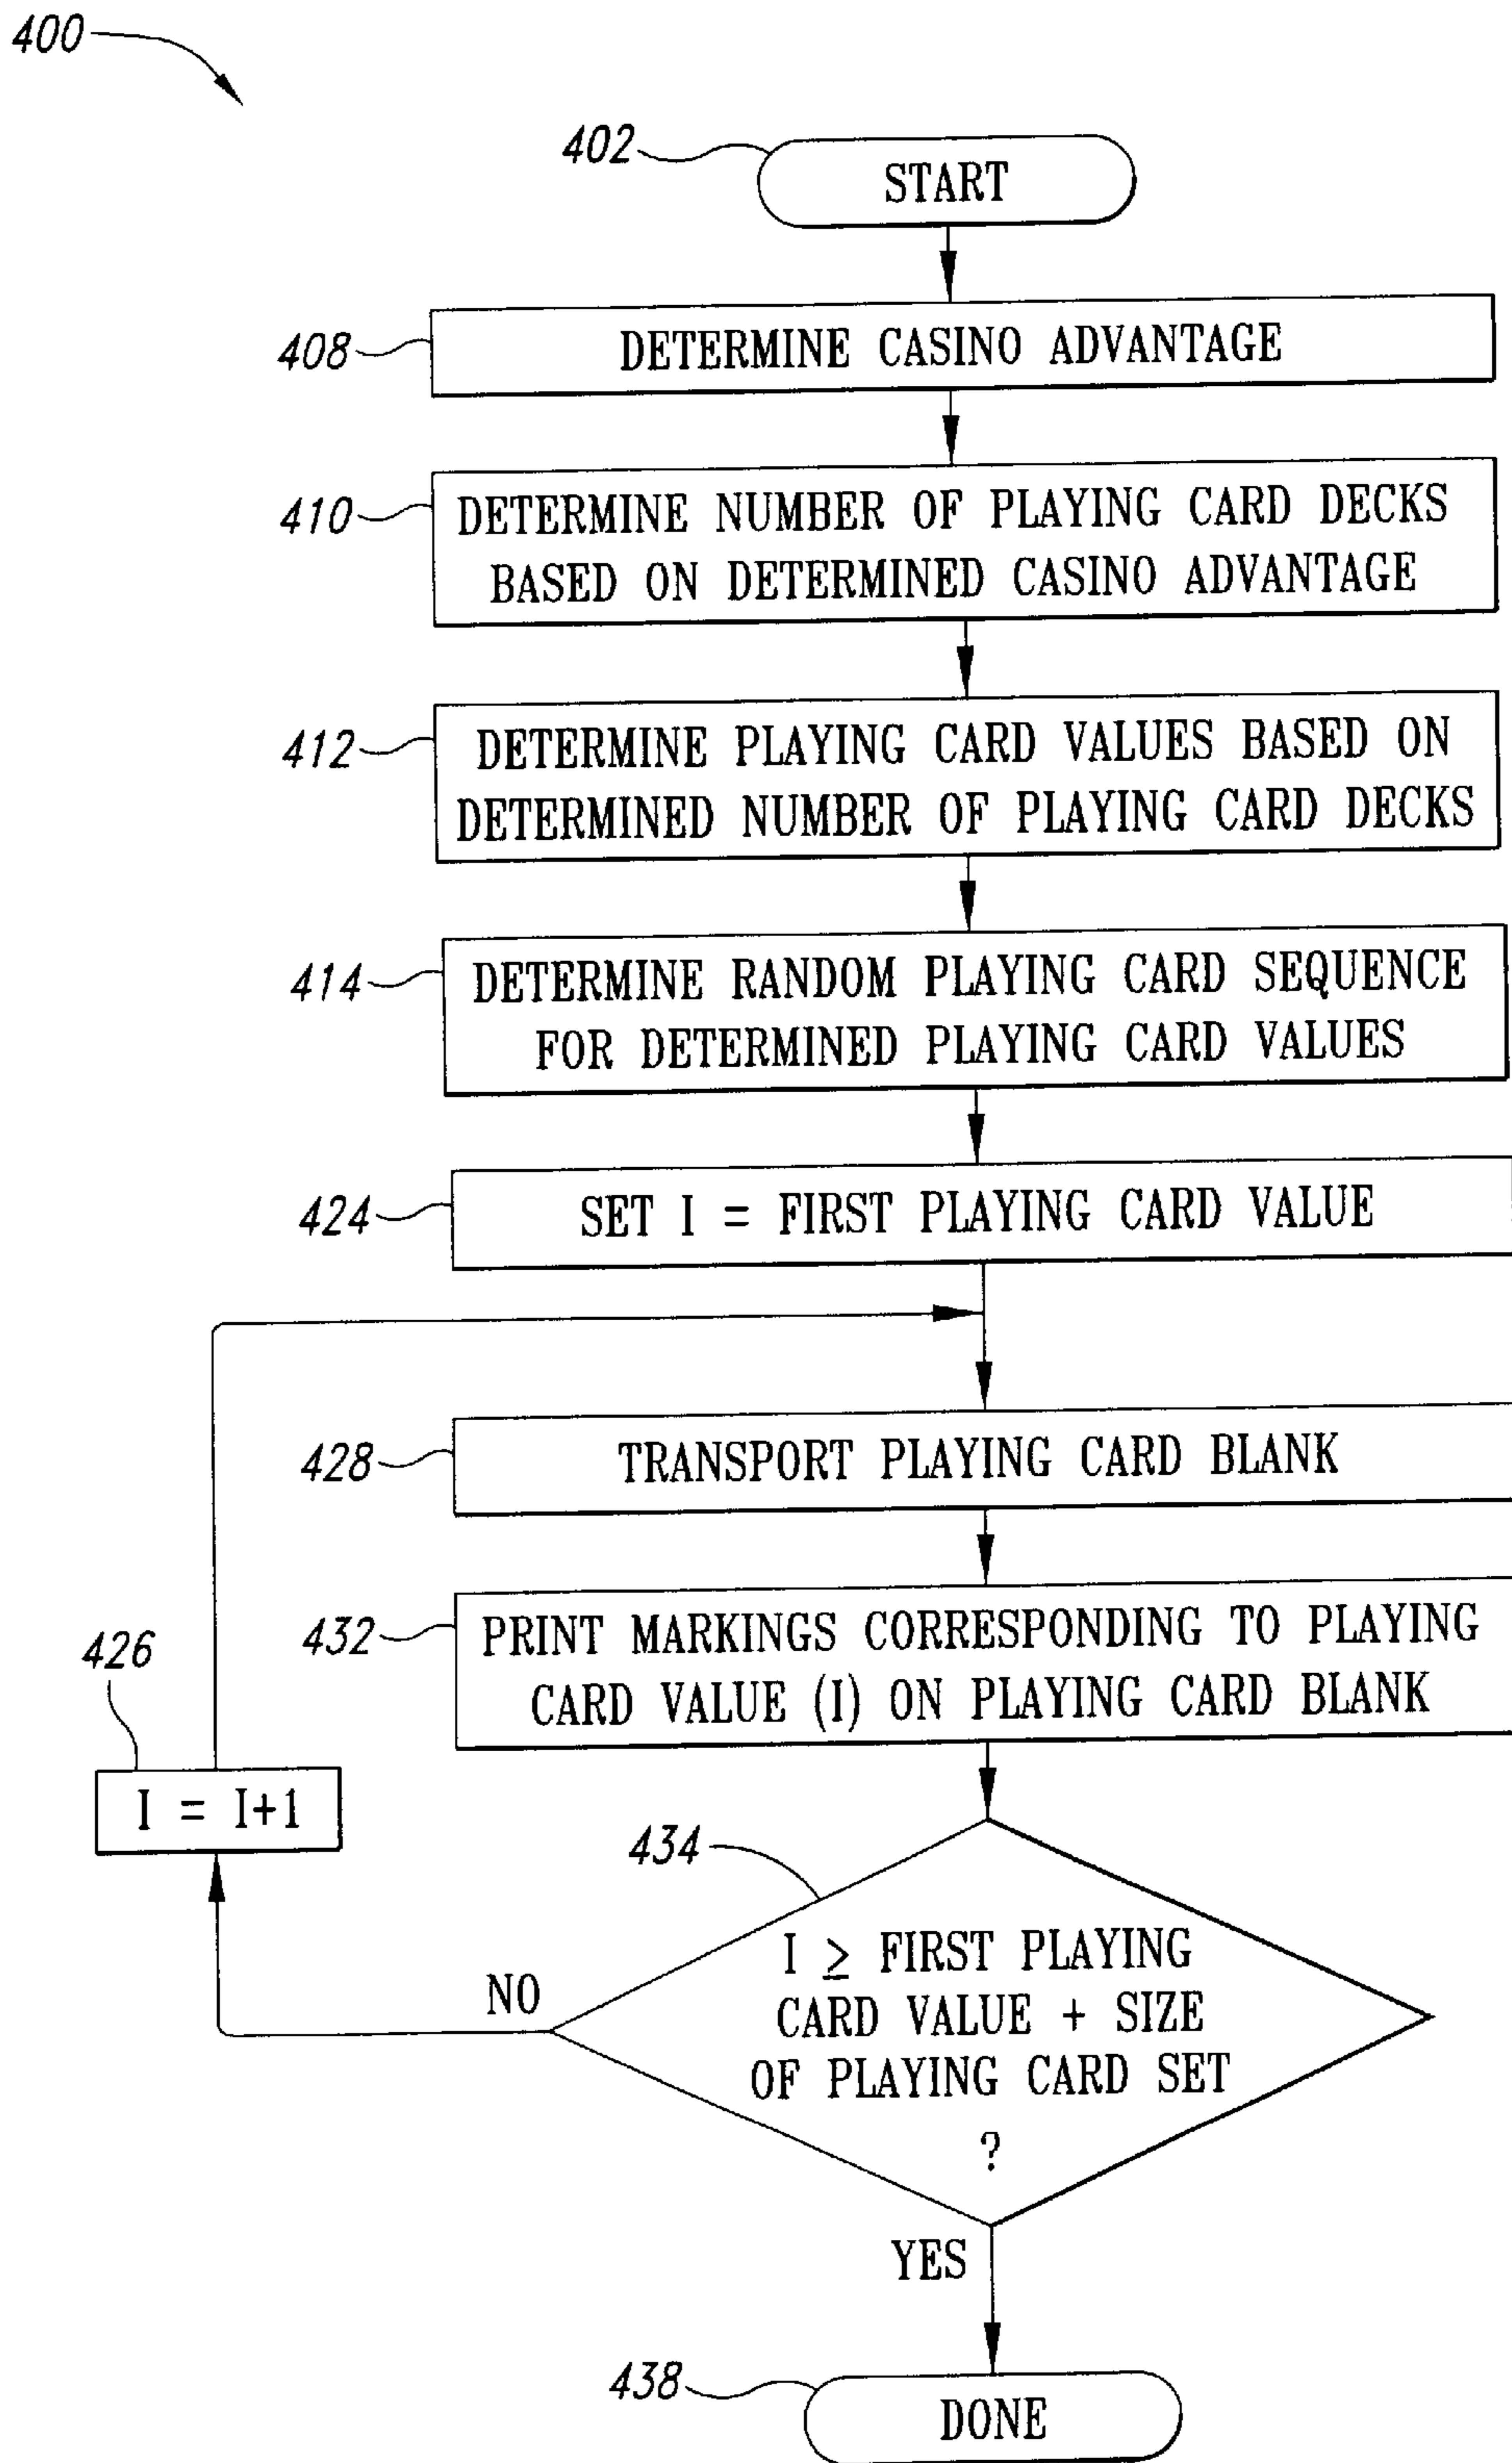 400
402
START
408
DETERMINE CASINO ADVANTAGE
410
DETERMINE NUMBER OF PLAYING CARD DECKS
BASED ON DETERMINED CASINO ADVANTAGE
412
DETERMINE PLAYING CARD VALUES BASED ON
DETERMINED NUMBER OF PLAYING CARD DECKS
414
DETERMINE RANDOM PLAYING CARD SEQUENCE
FOR DETERMINED PLAYING CARD VALUES
424
SET I = FIRST PLAYING CARD VALUE
428
TRANSPORT PLAYING CARD BLANK
432
PRINT MARKINGS CORRESPONDING TO PLAYING
CARD VALUE (I) ON PLAYING CARD BLANK
426
I = I+1
434
I ≥ FIRST PLAYING
CARD VALUE + SIZE
OF PLAYING CARD SET
?
NO
YES
438
DONE